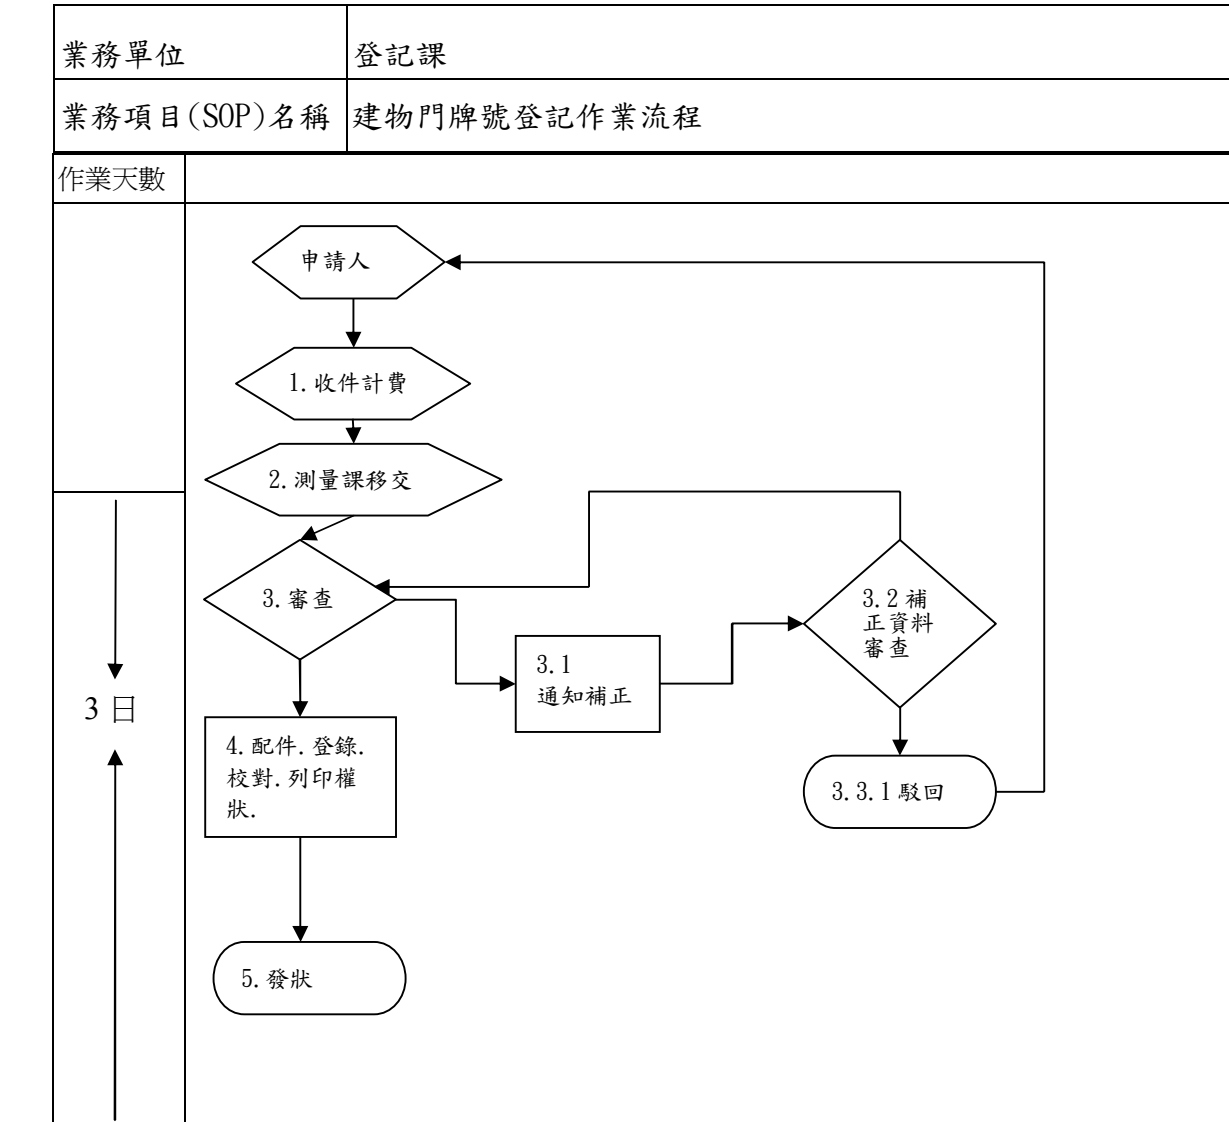 業務單位
登記課
業務項目(SOP)名稱
建物門牌號登記作業流程
作業天數
申請人
1.收件計費
2.測量課移交
3.審查
3.1
通知補正
3.2補
正資料
審查
3日
4.配件.登錄.
校對.列印權
狀.
3.3.1駁回
5.發狀